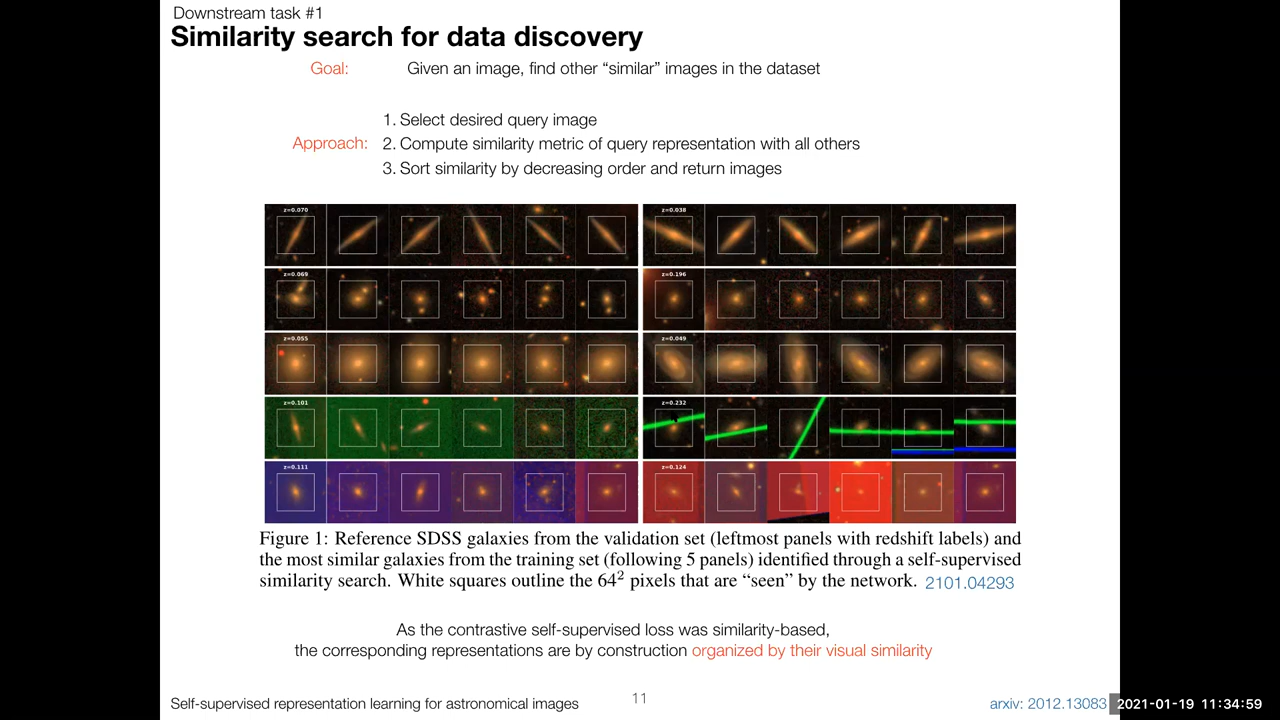 Downstream task #1
Similarity search for data discovery
Goal: Given an image, find other “similar” images in the dataset
1. Select desired query image
Approach: 2. Compute similarity metric of query representation with all others
3. Sort similarity by decreasing order and return images
z=0.070 z=0.038
z=0.069 z=0.196
z=0.055 z=0.049
z=0.101 z=0.232
z=0.111 z=0.124
Figure 1: Reference SDSS galaxies from the validation set (leftmost panels with redshift labels) and
the most similar galaxies from the training set (following 5 panels) identified through a self-supervised
similarity search. White squares outline the 64² pixels that are “seen” by the network. 2101.04293
As the contrastive self-supervised loss was similarity-based,
the corresponding representations are by construction organized by their visual similarity
Self-supervised representation learning for astronomical images 11 arxiv: 2012.13083 2021-01-19 11:34:59